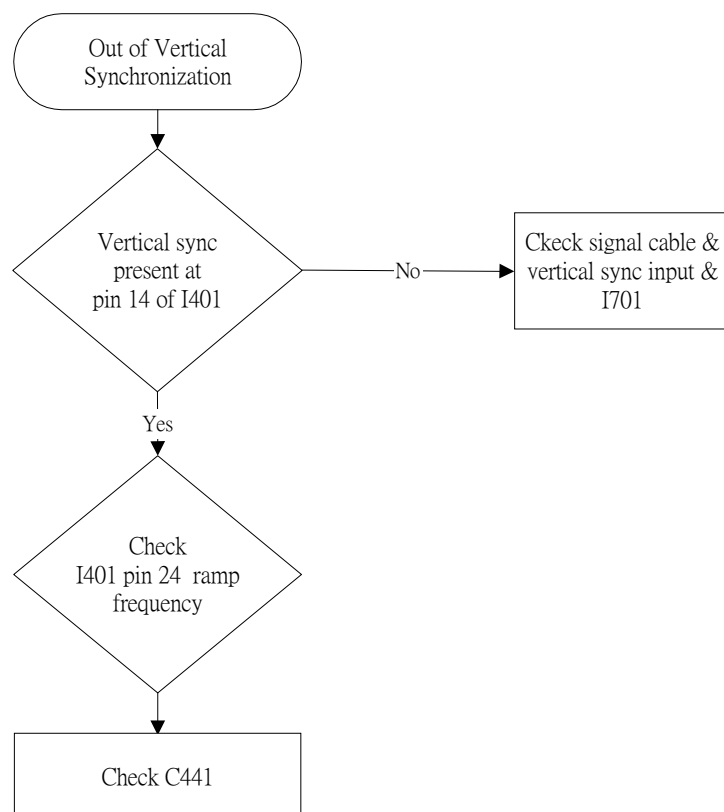 Out of Vertical
Synchronization
Vertical sync
present at
pin 14 of I401
No
Ckeck signal cable &
vertical sync input &
I701
Yes
Check
I401 pin 24 ramp
frequency
Check C441